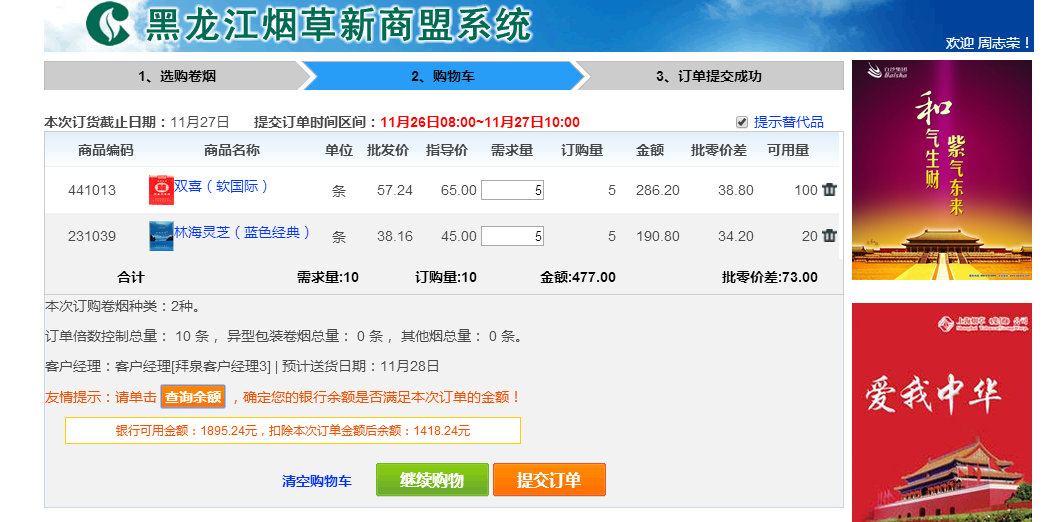 黑龙江烟草新商盟系统
欢迎 周志荣！
1、选购卷烟 2、购物车 3、订单提交成功
本次订货截止日期：11月27日 提交订单时间区间：11月26日08:00~11月27日10:00 提示替代品
商品编码 商品名称 单位 批发价 指导价 需求量 订购量 金额 批零价差 可用量
441013 双喜（软国际） 条 57.24 65.00 5 5 286.20 38.80 100
231039 林海灵芝（蓝色经典） 条 38.16 45.00 5 5 190.80 34.20 20
合计 需求量:10 订购量:10 金额:477.00 批零价差:73.00
本次订购卷烟种类：2种。
订单倍数控制总量： 10 条， 异型包装卷烟总量： 0 条， 其他烟总量： 0 条。
客户经理：客户经理[拜泉客户经理3] | 预计送货日期：11月28日
友情提示：请单击 查询余额 ，确定您的银行余额是否满足本次订单的金额！
银行可用金额：1895.24元，扣除本次订单金额后余额：1418.24元
清空购物车 继续购物 提交订单
白沙集团
Baisha
和
气生财
紫气东来
爱我中华